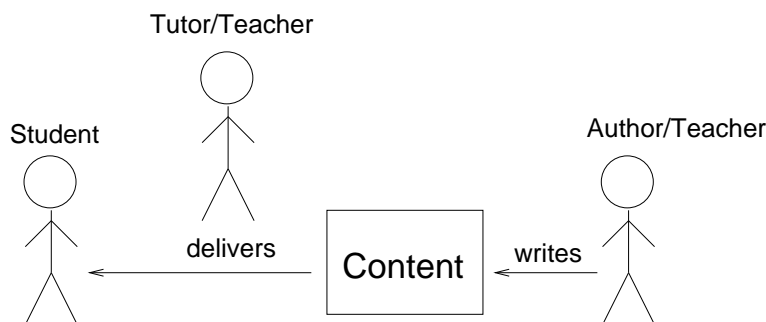 Tutor/Teacher
Student
Author/Teacher
delivers
Content
writes